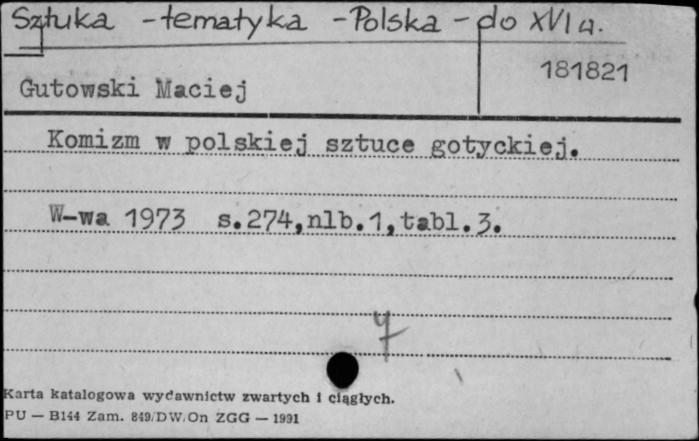 Sztuka - tematyka - Polska - do XVI w.
181821
Gutowski Maciej
Komizm w polskiej sztuce gotyckiej.
W-wa 1973 s.274,nlb.1,tabl.3.
Karta katalogowa wydawnictw zwartych i ciągłych.
PU — B144 Zam. 849/DW/On ZGG — 1991